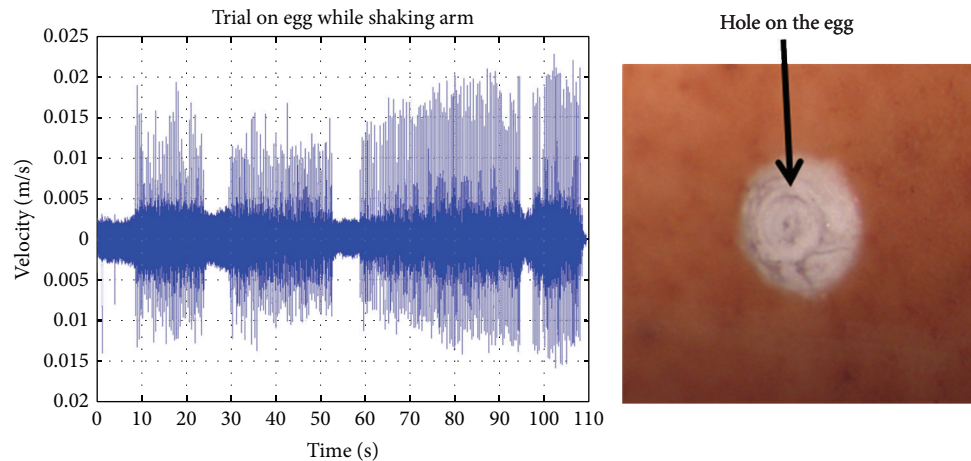 Trial on egg while shaking arm
0.025
0.02
0.015
0.01
0.005
0
0.005
0.01
0.015
0.02
Velocity (m/s)
0 10 20 30 40 50 60 70 80 90 100 110
Time (s)
Hole on the egg